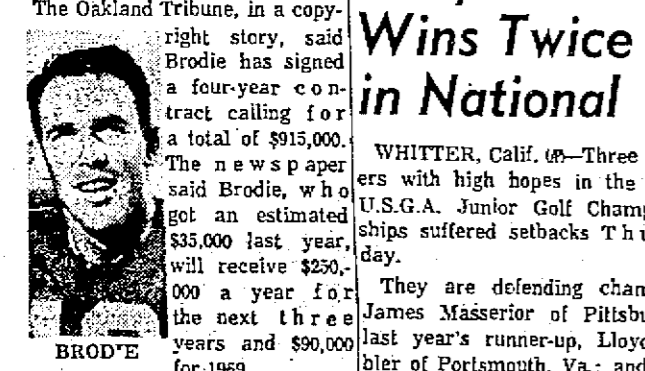 The Oakland Tribune, in a copy-
right story, said
Brodie has signed
a four-year con-
tract calling for
a total of $915,000.
The newspaper
said Brodie, who
got an estimated
$35,000 last year,
will receive $250,-
000 a year for
the next three
years and $90,000
for 1969
BROD'E
Wins Twice
in National
WHITTER, Calif. (AP)—Three
ers with high hopes in the
U.S.G.A. Junior Golf Champ
ships suffered setbacks Thu
day.
They are defending cham
James Masserior of Pittsbu
last year's runner-up, Lloyd
bler of Portsmouth, Va.; and